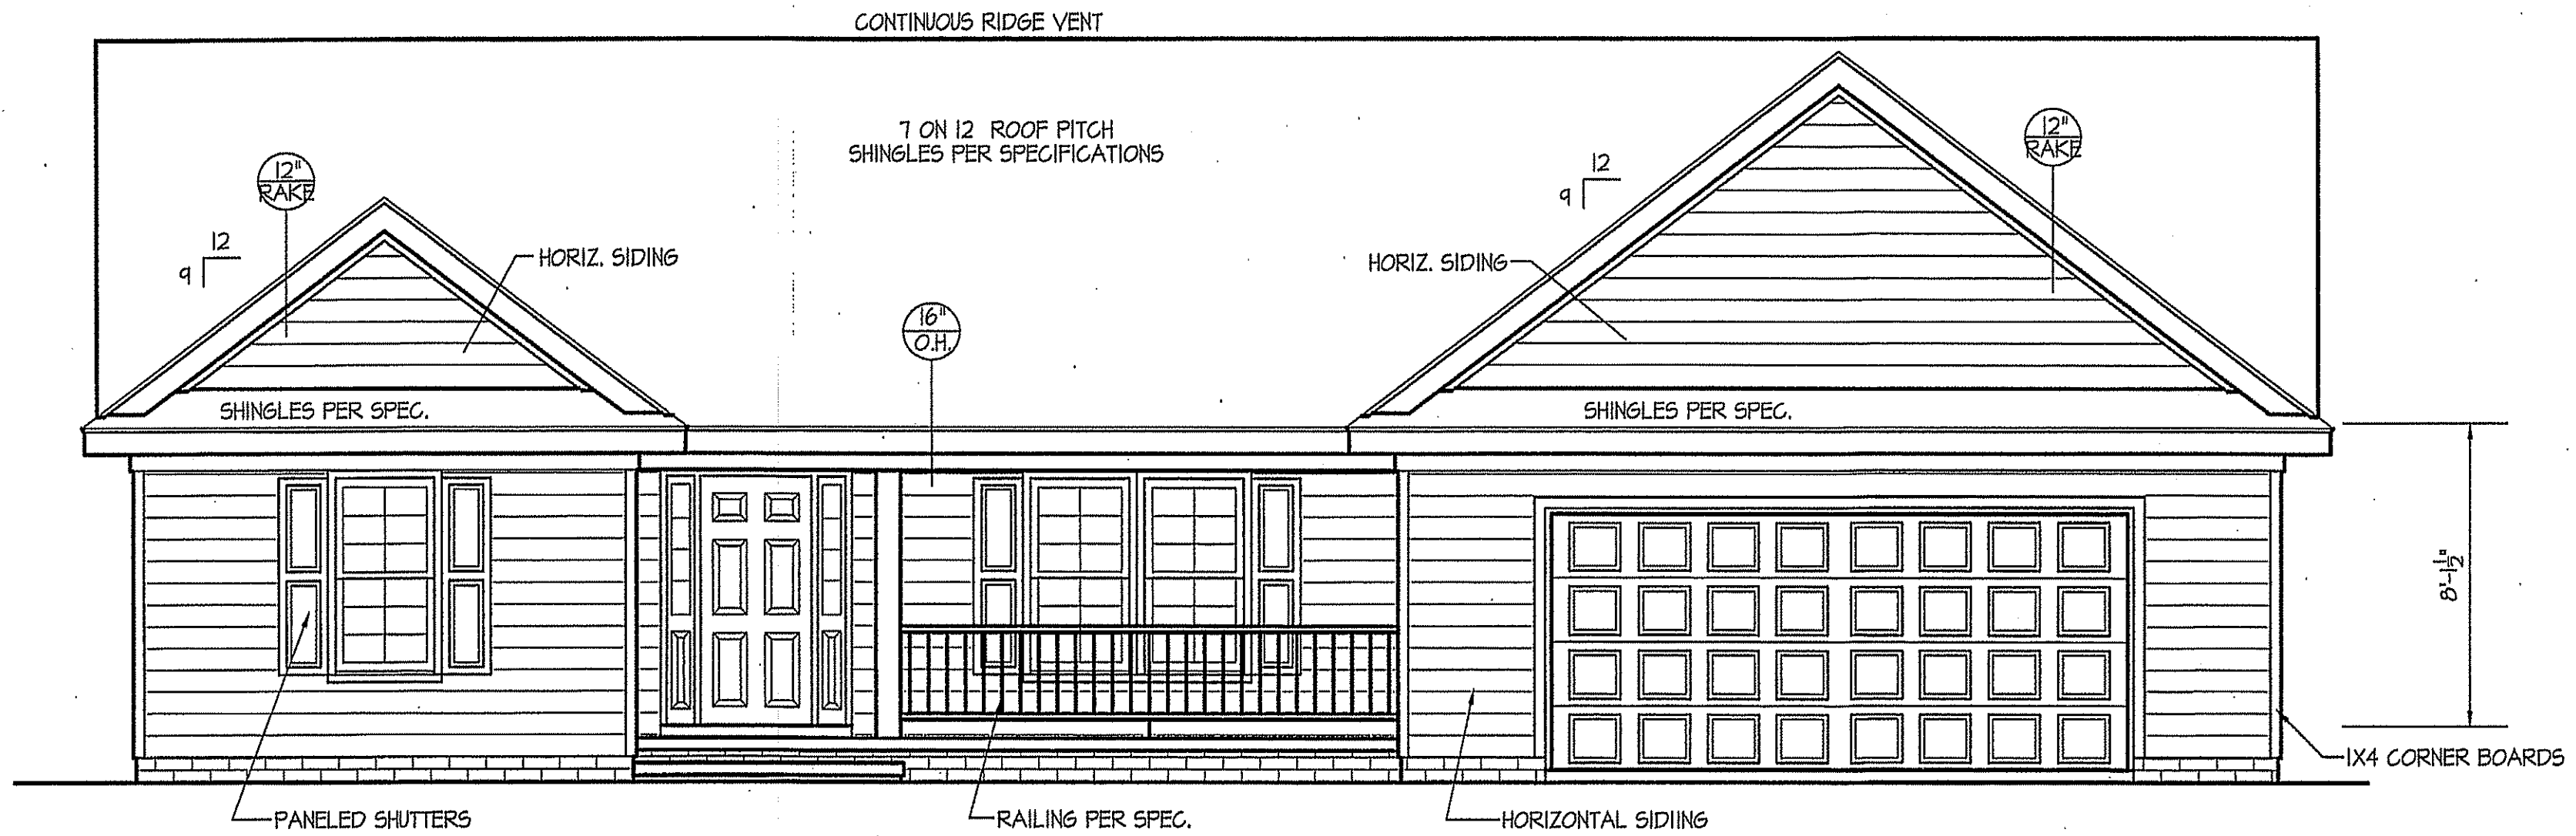 CONTINUOUS RIDGE VENT
7 ON 12 ROOF PITCH
SHINGLES PER SPECIFICATIONS
12"
RAKE
12"
RAKE
12
9
12
9
HORIZ. SIDING
HORIZ. SIDING
16"
O.H.
SHINGLES PER SPEC.
SHINGLES PER SPEC.
8'-1½"
1X4 CORNER BOARDS
PANELED SHUTTERS
RAILING PER SPEC.
HORIZONTAL SIDIING